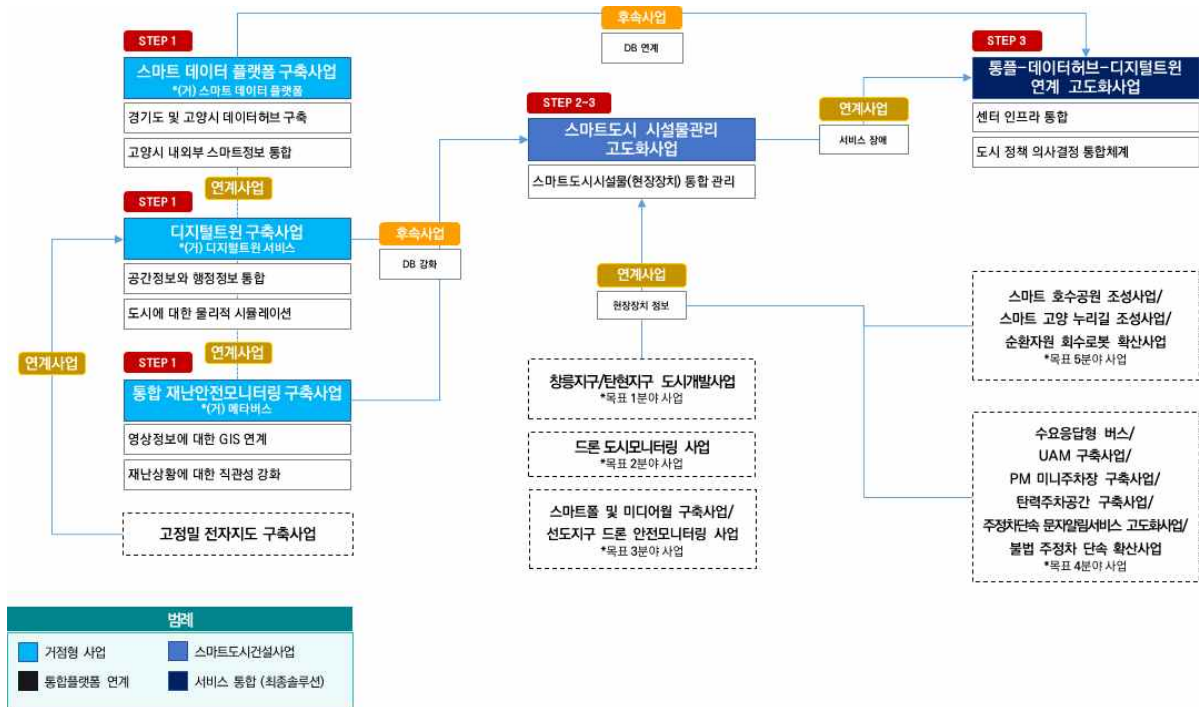 후속사업
DB 연계
STEP 1
스마트 데이터 플랫폼 구축사업
*(거) 스마트 데이터 플랫폼
경기도 및 고양시 데이터허브 구축
고양시 내외부 스마트정보 통합
연계사업
STEP 1
디지털트윈 구축사업
*(거) 디지털트윈 서비스
공간정보와 행정정보 통합
도시에 대한 물리적 시뮬레이션
연계사업
연계사업
STEP 1
통합 재난안전모니터링 구축사업
*(거) 메타버스
영상정보에 대한 GIS 연계
재난상황에 대한 직관성 강화
고정밀 전자지도 구축사업
후속사업
DB 강화
STEP 2-3
스마트도시 시설물관리
고도화사업
스마트도시시설물(현장장치) 통합 관리
연계사업
서비스 장애
STEP 3
통플-데이터허브-디지털트윈
연계 고도화사업
센터 인프라 통합
도시 정책 의사결정 통합체계
연계사업
현장장치 정보
창릉지구/탄현지구 도시개발사업
*목표 1분야 사업
드론 도시모니터링 사업
*목표 2분야 사업
스마트폴 및 미디어월 구축사업/
선도지구 드론 안전모니터링 사업
*목표 3분야 사업
스마트 호수공원 조성사업/
스마트 고양 누리길 조성사업/
순환자원 회수로봇 확산사업
*목표 5분야 사업
수요응답형 버스/
UAM 구축사업/
PM 미니주차장 구축사업/
탄력주차공간 구축사업/
주정차단속 문자알림서비스 고도화사업/
불법 주정차 단속 확산사업
*목표 4분야 사업
범례
거점형 사업
스마트도시건설사업
통합플랫폼 연계
서비스 통합 (최종솔루션)